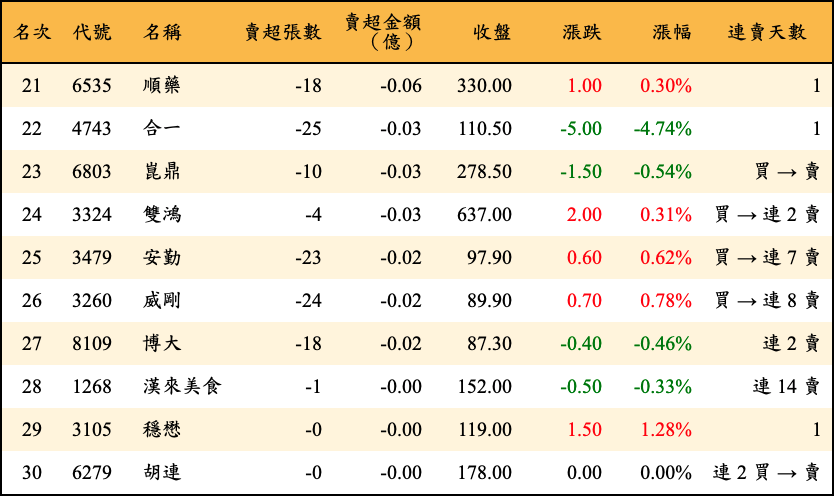 名次 代號 名稱 賣超張數 賣超金額（億） 收盤 漲跌 漲幅 連賣天數
21 6535 順藥 -18 -0.06 330.00 1.00 0.30% 1
22 4743 合一 -25 -0.03 110.50 -5.00 -4.74% 1
23 6803 崑鼎 -10 -0.03 278.50 -1.50 -0.54% 買 → 賣
24 3324 雙鴻 -4 -0.03 637.00 2.00 0.31% 買 → 連 2 賣
25 3479 安勤 -23 -0.02 97.90 0.60 0.62% 買 → 連 7 賣
26 3260 威剛 -24 -0.02 89.90 0.70 0.78% 買 → 連 8 賣
27 8109 博大 -18 -0.02 87.30 -0.40 -0.46% 連 2 賣
28 1268 漢來美食 -1 -0.00 152.00 -0.50 -0.33% 連 14 賣
29 3105 穩懋 -0 -0.00 119.00 1.50 1.28% 1
30 6279 胡連 -0 -0.00 178.00 0.00 0.00% 連 2 買 → 賣